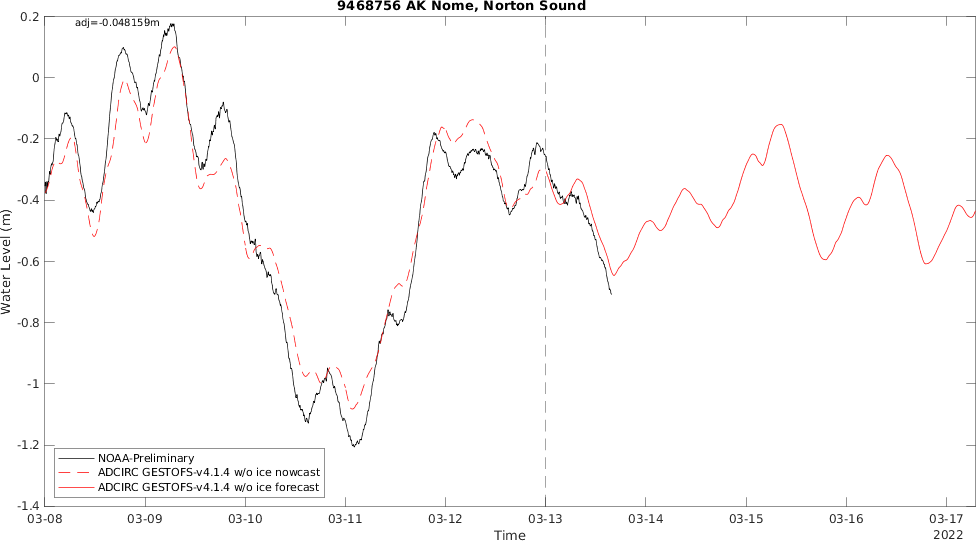 9468756 AK Nome, Norton Sound
adj=-0.048159m
0.2
0
-0.2
-0.4
-0.6
-0.8
-1
-1.2
-1.4
Water Level (m)
NOAA-Preliminary
ADCIRC GESTOFS-v4.1.4 w/o ice nowcast
ADCIRC GESTOFS-v4.1.4 w/o ice forecast
03-08 03-09 03-10 03-11 03-12 03-13 03-14 03-15 03-16 03-17
Time
2022